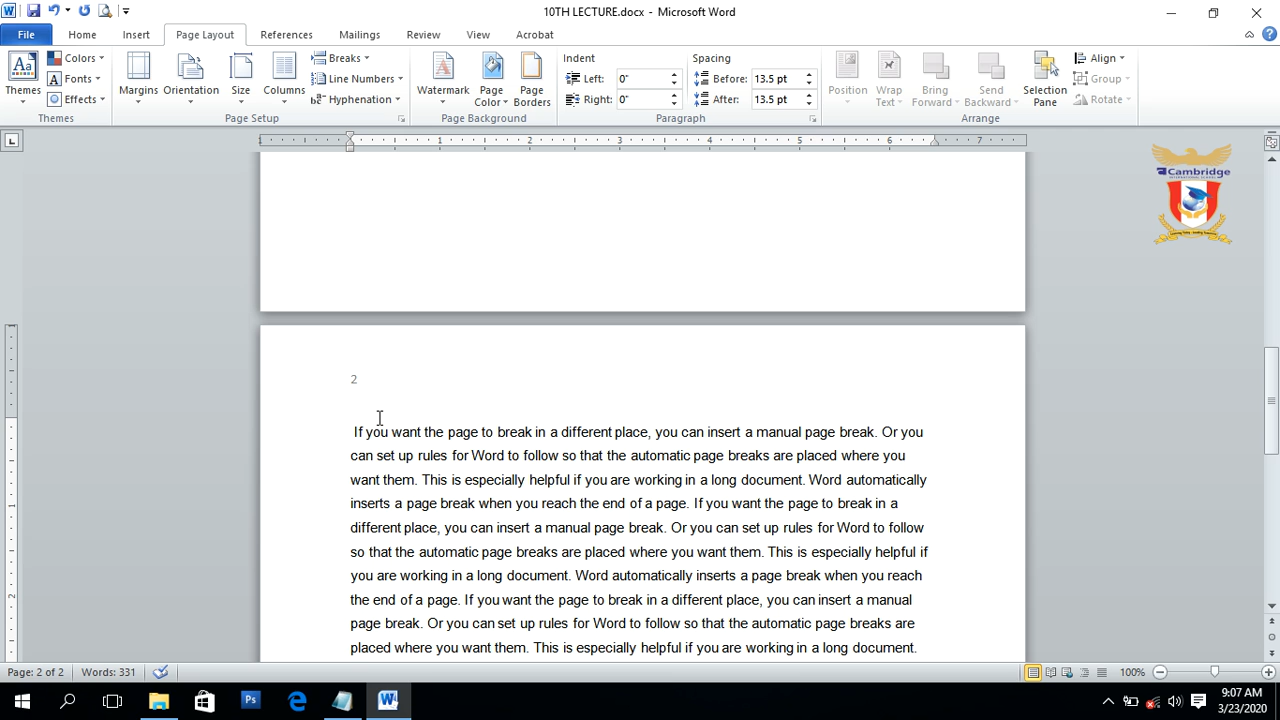 10TH LECTURE.docx - Microsoft Word
File Home Insert Page Layout References Mailings Review View Acrobat
Themes
Colors
Fonts
Effects
Themes
Margins
Orientation
Size
Columns
Breaks
Line Numbers
Hyphenation
Page Setup
Watermark
Page Color
Page Borders
Page Background
Indent
Left: 0"
Right: 0"
Spacing
Before: 13.5 pt
After: 13.5 pt
Paragraph
Position
Wrap Text
Bring Forward
Send Backward
Selection Pane
Align
Group
Rotate
Arrange
1 1 2 3 4 5 6 7
Cambridge
2
If you want the page to break in a different place, you can insert a manual page break. Or you
can set up rules for Word to follow so that the automatic page breaks are placed where you
want them. This is especially helpful if you are working in a long document. Word automatically
inserts a page break when you reach the end of a page. If you want the page to break in a
different place, you can insert a manual page break. Or you can set up rules for Word to follow
so that the automatic page breaks are placed where you want them. This is especially helpful if
you are working in a long document. Word automatically inserts a page break when you reach
the end of a page. If you want the page to break in a different place, you can insert a manual
page break. Or you can set up rules for Word to follow so that the automatic page breaks are
placed where you want them. This is especially helpful if you are working in a long document.
Page: 2 of 2 Words: 331 100%
9:07 AM
3/23/2020